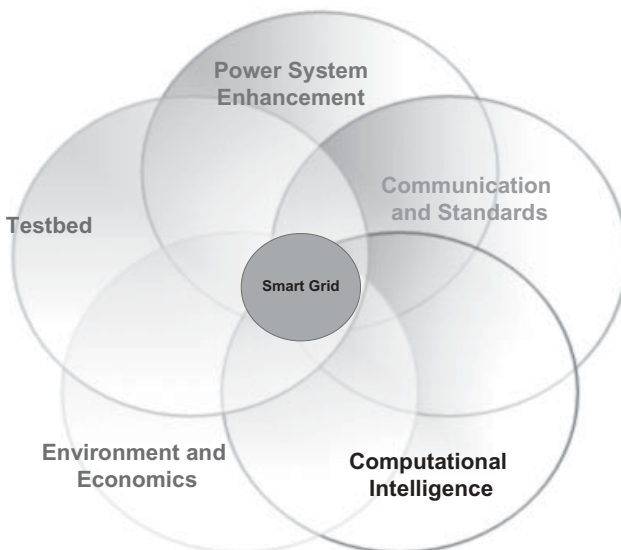 Power System
Enhancement
Communication
and Standards
Testbed
Smart Grid
Environment and
Economics
Computational
Intelligence